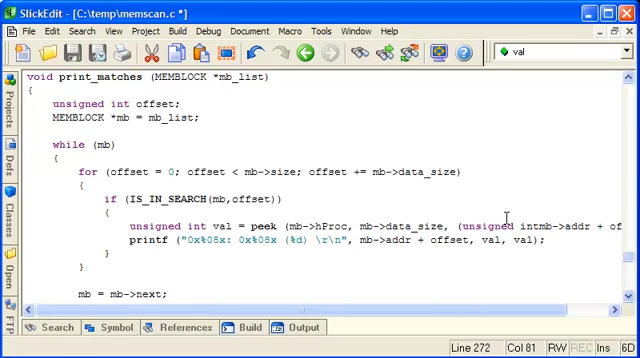 SlickEdit - [C:\temp\memscan.c *]
File Edit Search View Project Build Debug Document Macro Tools Window Help
val
void print_matches (MEMBLOCK *mb_list)
{
unsigned int offset;
MEMBLOCK *mb = mb_list;
while (mb)
{
for (offset = 0; offset < mb->size; offset += mb->data_size)
{
if (IS_IN_SEARCH(mb,offset))
{
unsigned int val = peek (mb->hProc, mb->data_size, (unsigned intmb->addr + of
printf ("0x%08x: 0x%08x (%d) \r\n", mb->addr + offset, val, val);
}
}
mb = mb->next;
Projects
Defs
Classes
Open
FTP
Search Symbol References Build Output
Line 272 Col 81 RW REC Ins 6D